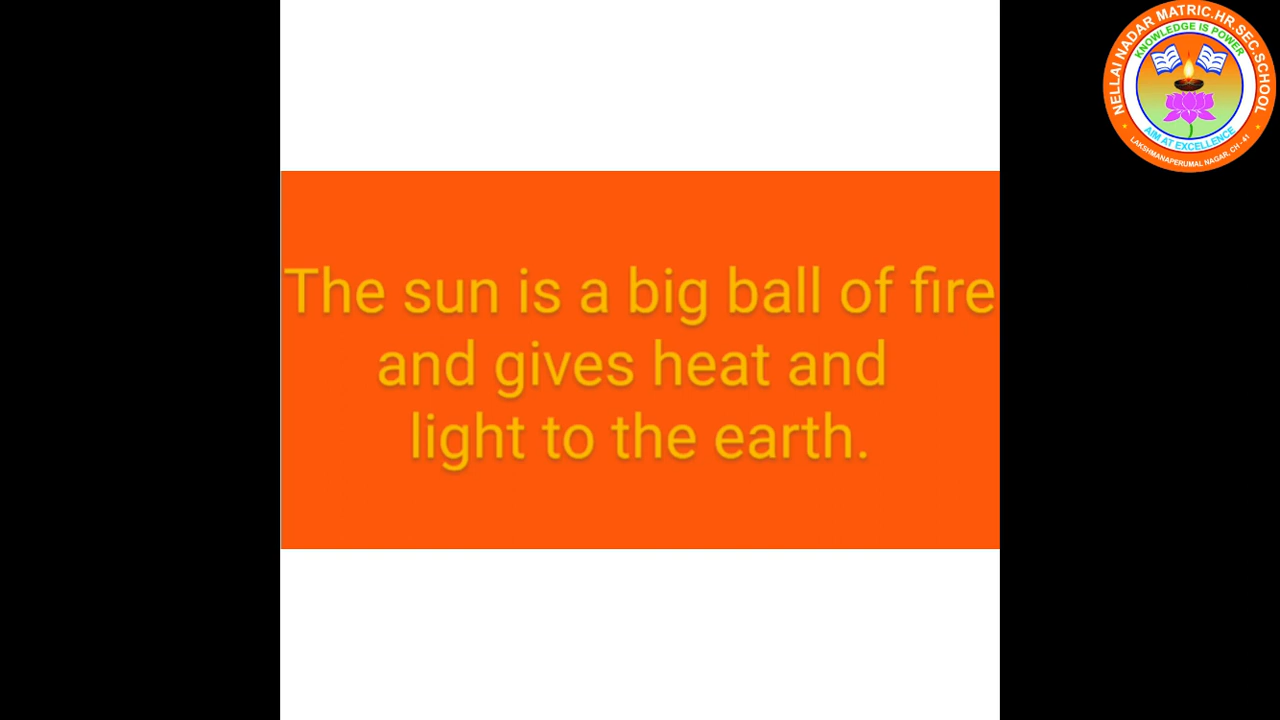 NELLAI NADAR MATRIC.HR.SEC.SCHOOL
KNOWLEDGE IS POWER
AIM AT EXCELLENCE
LAKSHMANAPERUMAL NAGAR, CH - 41
The sun is a big ball of fire
and gives heat and
light to the earth.